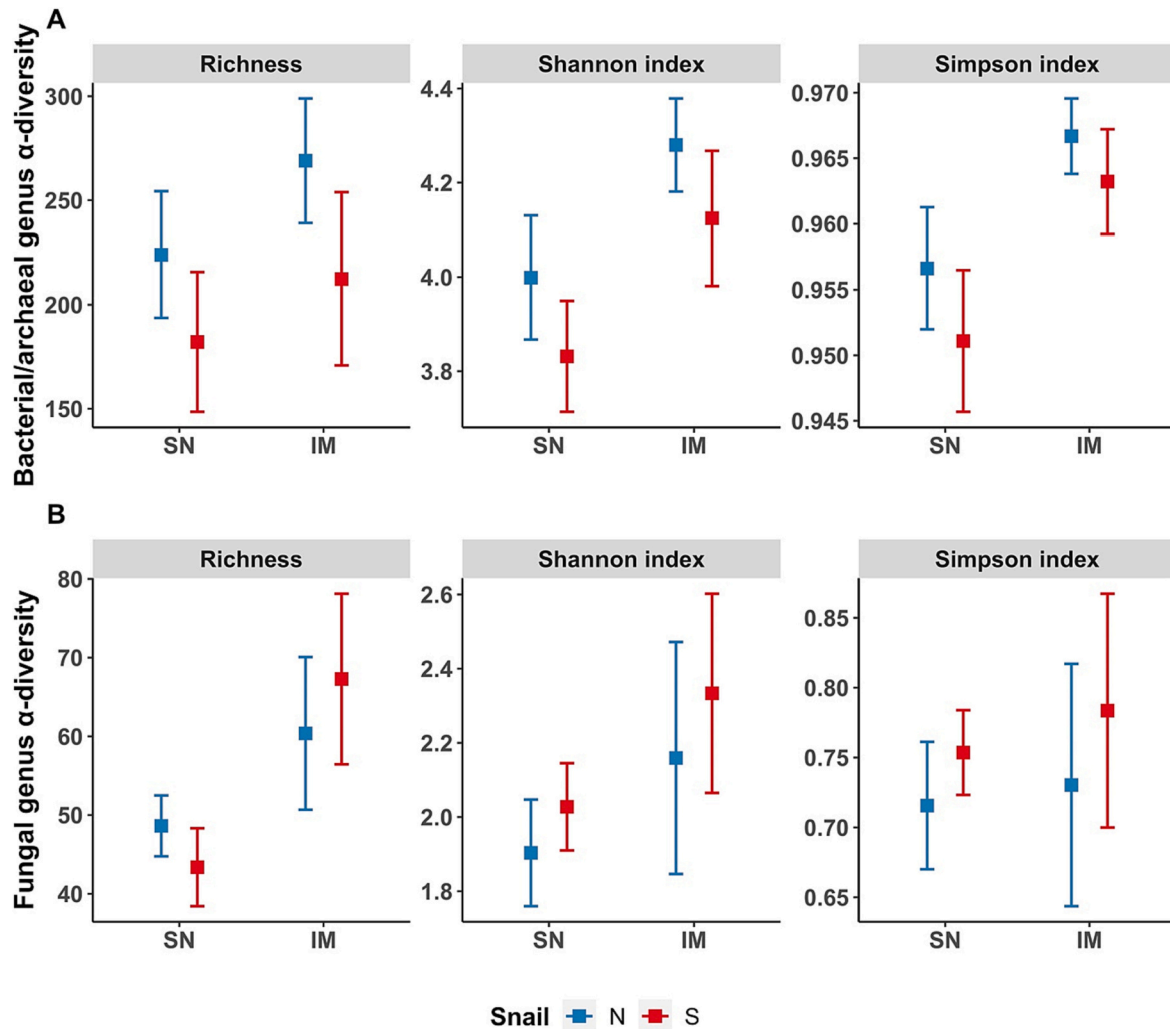 A
Bacterial/archaeal genus α-diversity
Richness
300
250
200
150
SN IM
Shannon index
4.4
4.2
4.0
3.8
SN IM
Simpson index
0.970
0.965
0.960
0.955
0.950
0.945
SN IM
B
Fungal genus α-diversity
Richness
80
70
60
50
40
SN IM
Shannon index
2.6
2.4
2.2
2.0
1.8
SN IM
Simpson index
0.85
0.80
0.75
0.70
0.65
SN IM
Snail N S